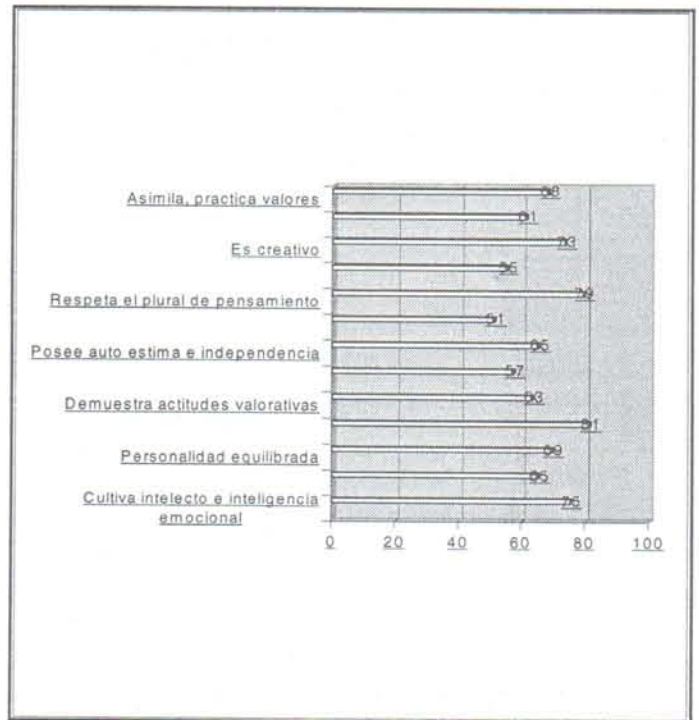 68
Asimila, practica valores
61
Es creativo
73
55
Respeta el plural de pensamiento
79
51
Posee auto estima e independencia
65
57
Demuestra actitudes valorativas
63
81
Personalidad equilibrada
69
65
Cultiva intelecto e inteligencia
emocional
75
0 20 40 60 80 100